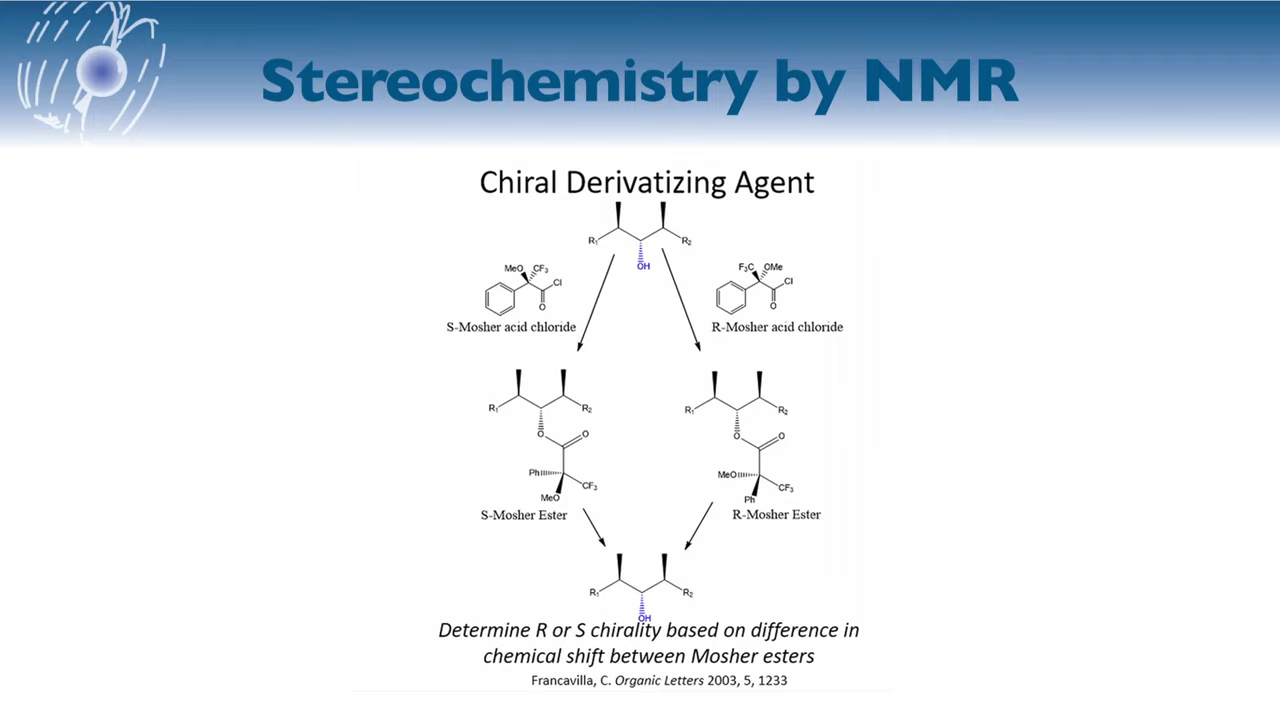 Stereochemistry by NMR
Chiral Derivatizing Agent
R₁ R₂
OH
MeO CF₃
Cl
O
S-Mosher acid chloride
F₃C OMe
Cl
O
R-Mosher acid chloride
R₁ R₂
O O
Ph
CF₃
MeO
S-Mosher Ester
R₁ R₂
O O
MeO
CF₃
Ph
R-Mosher Ester
R₁ R₂
OH
Determine R or S chirality based on difference in
chemical shift between Mosher esters
Francavilla, C. Organic Letters 2003, 5, 1233